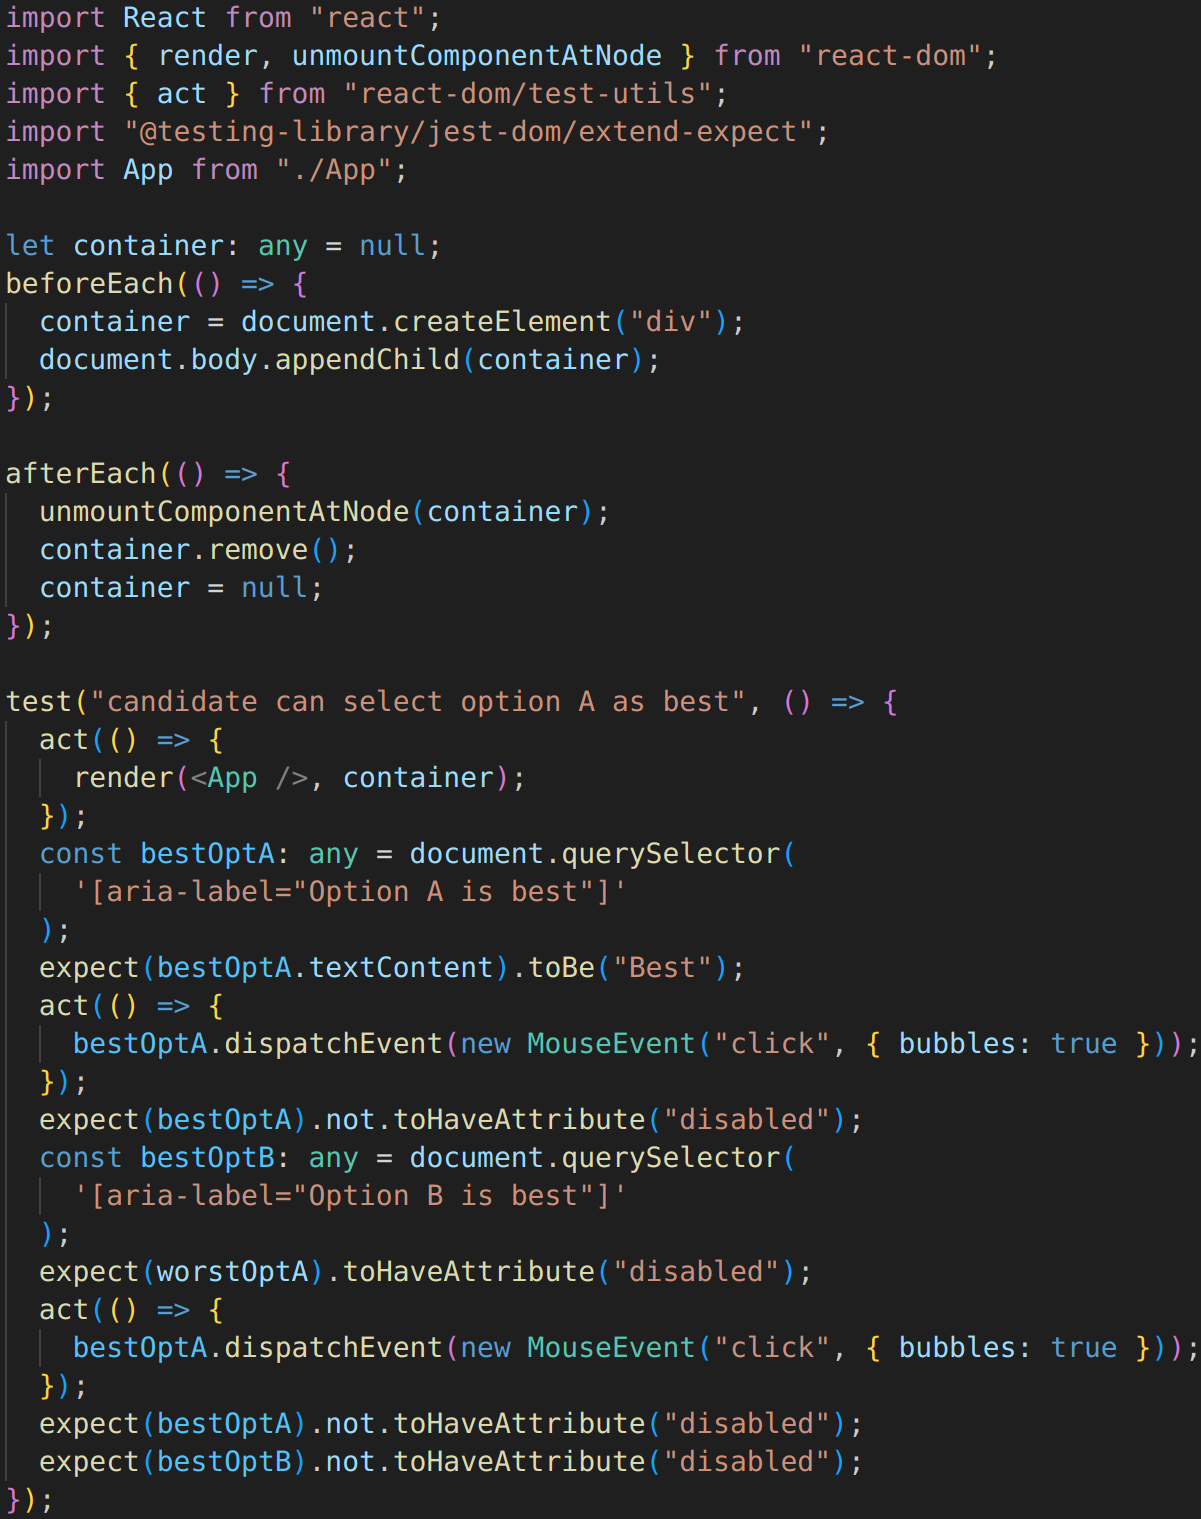 import React from "react";
import { render, unmountComponentAtNode } from "react-dom";
import { act } from "react-dom/test-utils";
import "@testing-library/jest-dom/extend-expect";
import App from "./App";

let container: any = null;
beforeEach(() => {
  container = document.createElement("div");
  document.body.appendChild(container);
});

afterEach(() => {
  unmountComponentAtNode(container);
  container.remove();
  container = null;
});

test("candidate can select option A as best", () => {
  act(() => {
    render(<App />, container);
  });
  const bestOptA: any = document.querySelector(
    '[aria-label="Option A is best"]'
  );
  expect(bestOptA.textContent).toBe("Best");
  act(() => {
    bestOptA.dispatchEvent(new MouseEvent("click", { bubbles: true }));
  });
  expect(bestOptA).not.toHaveAttribute("disabled");
  const bestOptB: any = document.querySelector(
    '[aria-label="Option B is best"]'
  );
  expect(worstOptA).toHaveAttribute("disabled");
  act(() => {
    bestOptA.dispatchEvent(new MouseEvent("click", { bubbles: true }));
  });
  expect(bestOptA).not.toHaveAttribute("disabled");
  expect(bestOptB).not.toHaveAttribute("disabled");
});